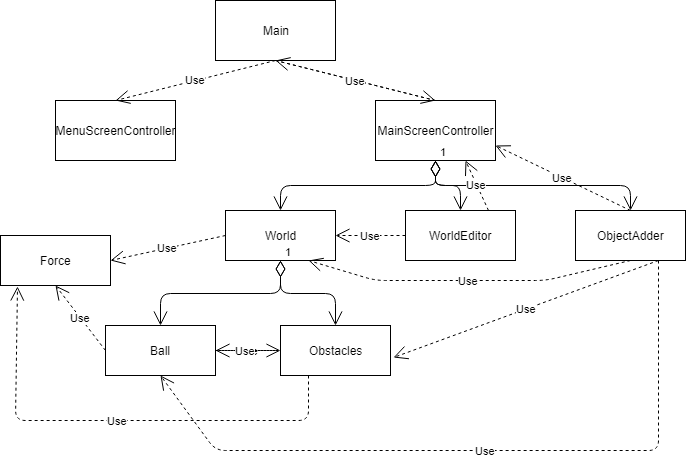 Main
Use
Use
MenuScreenController
MainScreenController
1
Use
Use
World
1
Use
WorldEditor
ObjectAdder
Force
Use
Use
Use
Use
Ball
Use
Obstacles
Use
Use